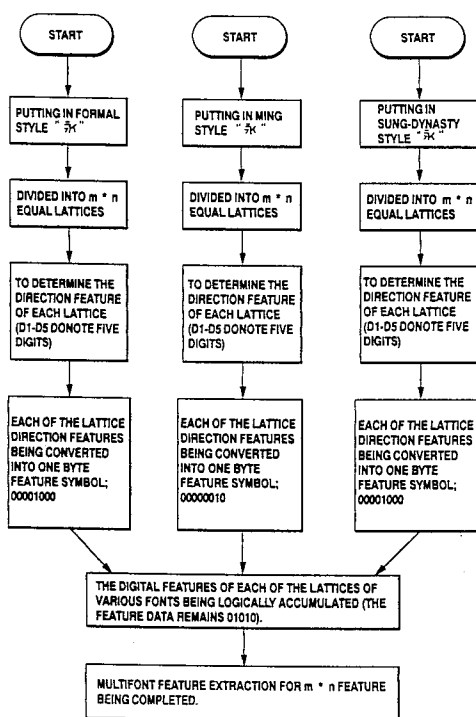 START
PUTTING IN FORMAL
STYLE "永"
DIVIDED INTO m * n
EQUAL LATTICES
TO DETERMINE THE
DIRECTION FEATURE
OF EACH LATTICE
(D1-D5 DONOTE FIVE
DIGITS)
EACH OF THE LATTICE
DIRECTION FEATURES
BEING CONVERTED
INTO ONE BYTE
FEATURE SYMBOL;
00001000
START
PUTTING IN MING
STYLE "永"
DIVIDED INTO m * n
EQUAL LATTICES
TO DETERMINE THE
DIRECTION FEATURE
OF EACH LATTICE
(D1-D5 DONOTE FIVE
DIGITS)
EACH OF THE LATTICE
DIRECTION FEATURES
BEING CONVERTED
INTO ONE BYTE
FEATURE SYMBOL;
00000010
START
PUTTING IN
SUNG-DYNASTY
STYLE "永"
DIVIDED INTO m * n
EQUAL LATTICES
TO DETERMINE THE
DIRECTION FEATURE
OF EACH LATTICE
(D1-D5 DONOTE FIVE
DIGITS)
EACH OF THE LATTICE
DIRECTION FEATURES
BEING CONVERTED
INTO ONE BYTE
FEATURE SYMBOL;
00001000
THE DIGITAL FEATURES OF EACH OF THE LATTICES OF
VARIOUS FONTS BEING LOGICALLY ACCUMULATED (THE
FEATURE DATA REMAINS 01010).
MULTIFONT FEATURE EXTRACTION FOR m * n FEATURE
BEING COMPLETED.